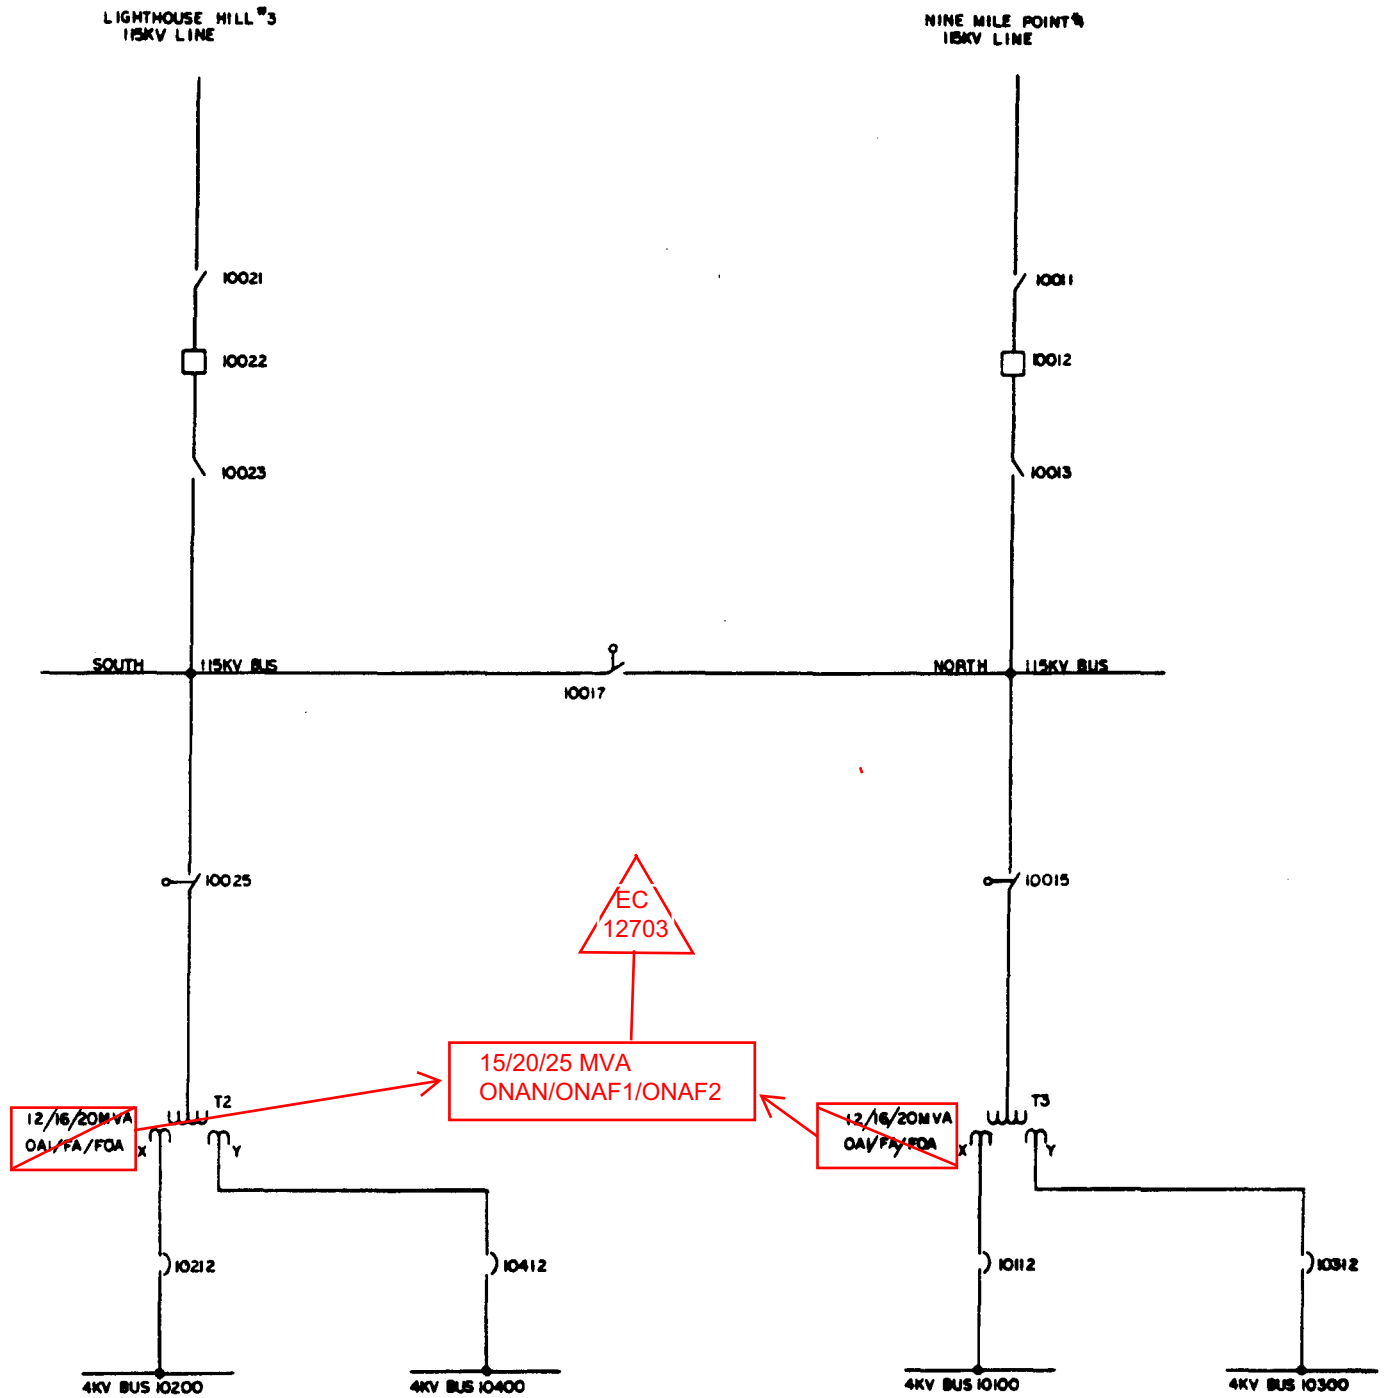 LIGHTHOUSE HILL #3
115KV LINE
NINE MILE POINT #4
115KV LINE
10021
10011
10022
10012
10023
10013
SOUTH 115KV BUS
NORTH 115KV BUS
10017
10025
10015
EC
12703
15/20/25 MVA
ONAN/ONAF1/ONAF2
T2
12/16/20MVA
OA/FA/FOA
X
Y
T3
12/16/20MVA
OA/FA/FOA
X
Y
10212
10412
10112
10312
4KV BUS 10200
4KV BUS 10400
4KV BUS 10100
4KV BUS 10300